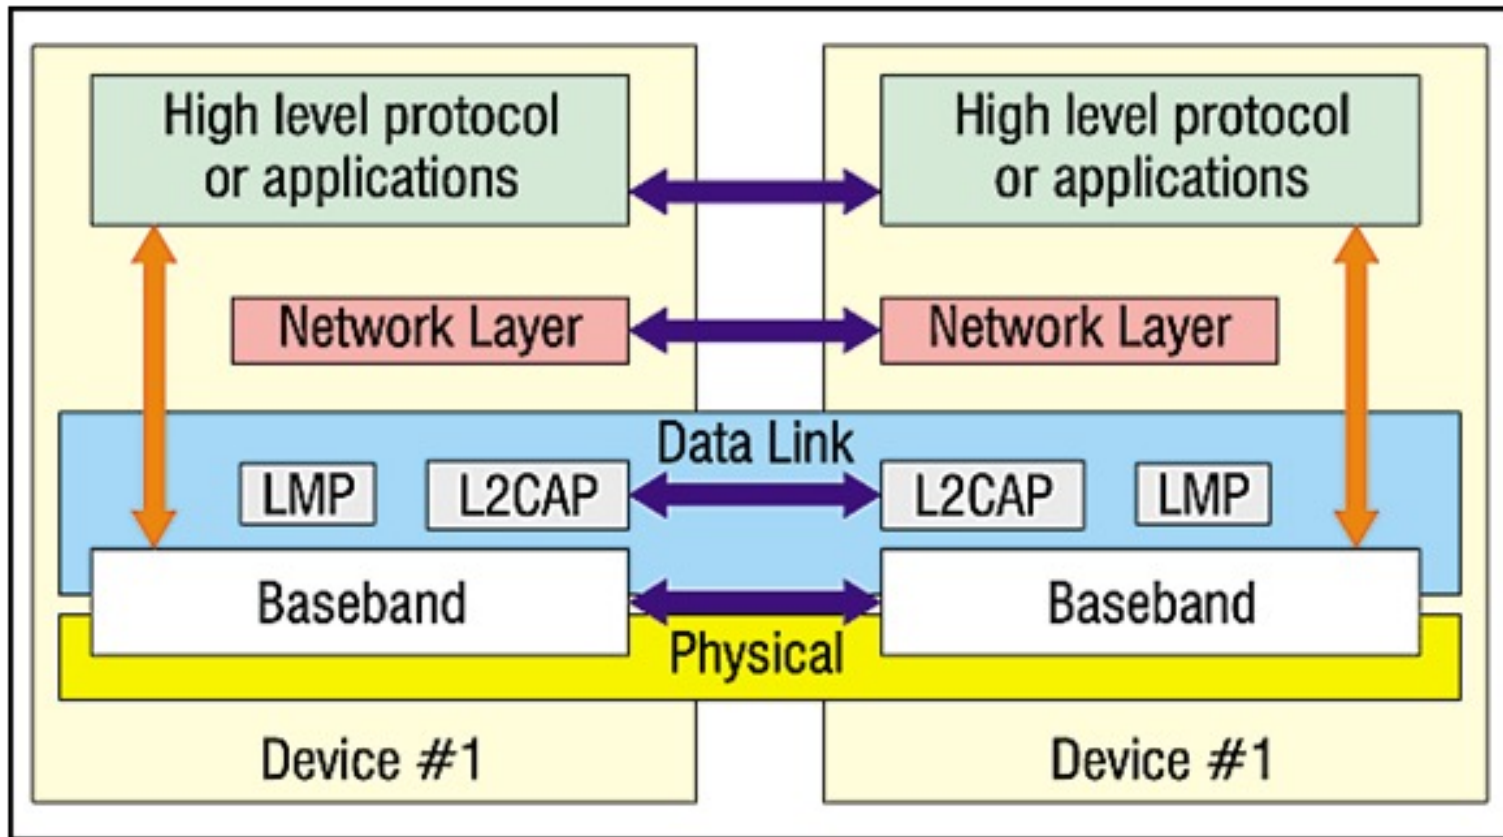 High level protocol
or applications
High level protocol
or applications
Network Layer
Network Layer
Data Link
LMP
L2CAP
L2CAP
LMP
Baseband
Baseband
Physical
Device #1
Device #1